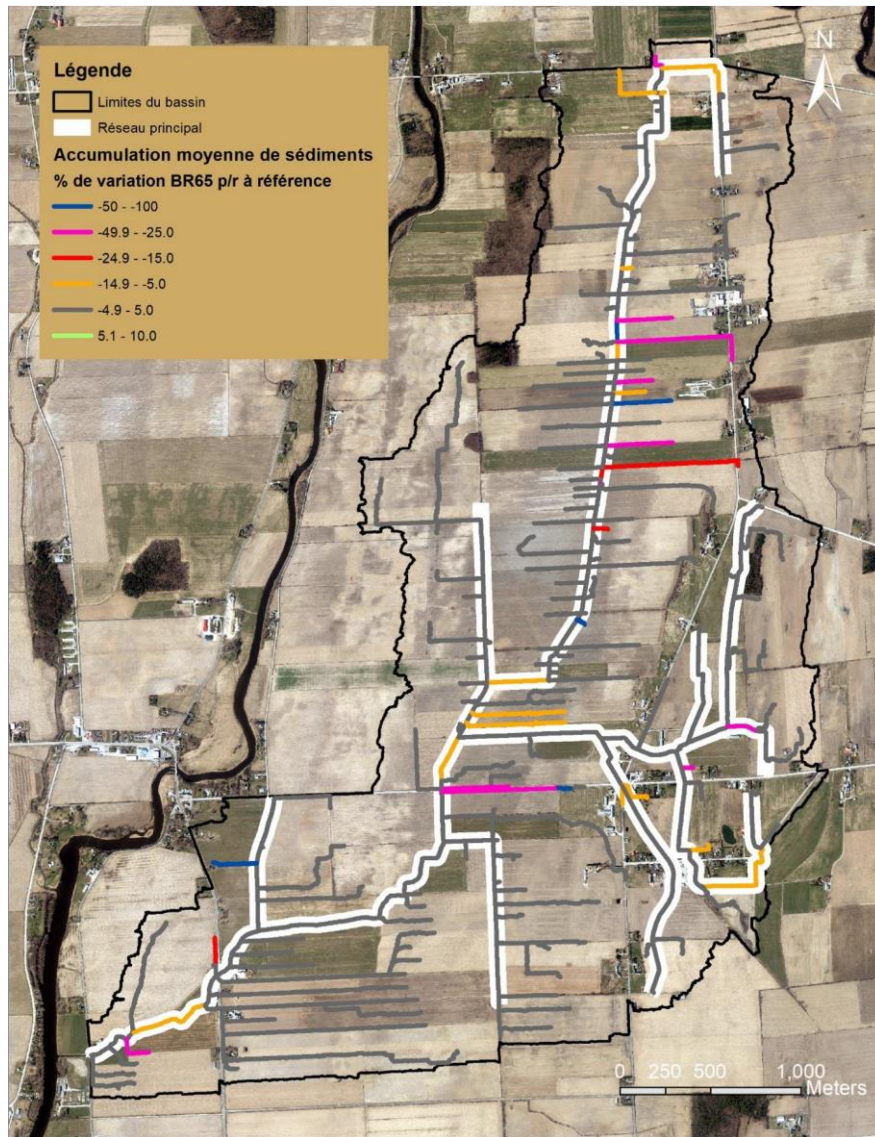 Légende
Limites du bassin
Réseau principal
Accumulation moyenne de sédiments
% de variation BR65 p/r à référence
-50 - -100
-49.9 - -25.0
-24.9 - -15.0
-14.9 - -5.0
-4.9 - 5.0
5.1 - 10.0
N
0 250 500 1,000
Meters